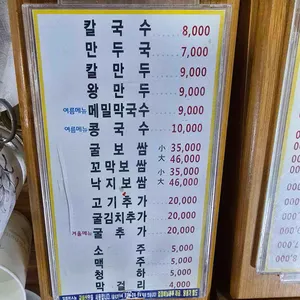 칼국수 8,000
만두국 7,000
칼만두 9,000
왕만두 9,000
여름메뉴 메밀막국수 9,000
여름메뉴 콩국수 10,000
굴보쌈 小 35,000
大 46,000
꼬막보쌈 小 35,000
낙지보쌈 大 46,000
고기추가 20,000
굴김치추가 20,000
겨울메뉴 굴추가 20,000
소주 5,000
맥주 5,000
청하 5,000
막걸리 4,000